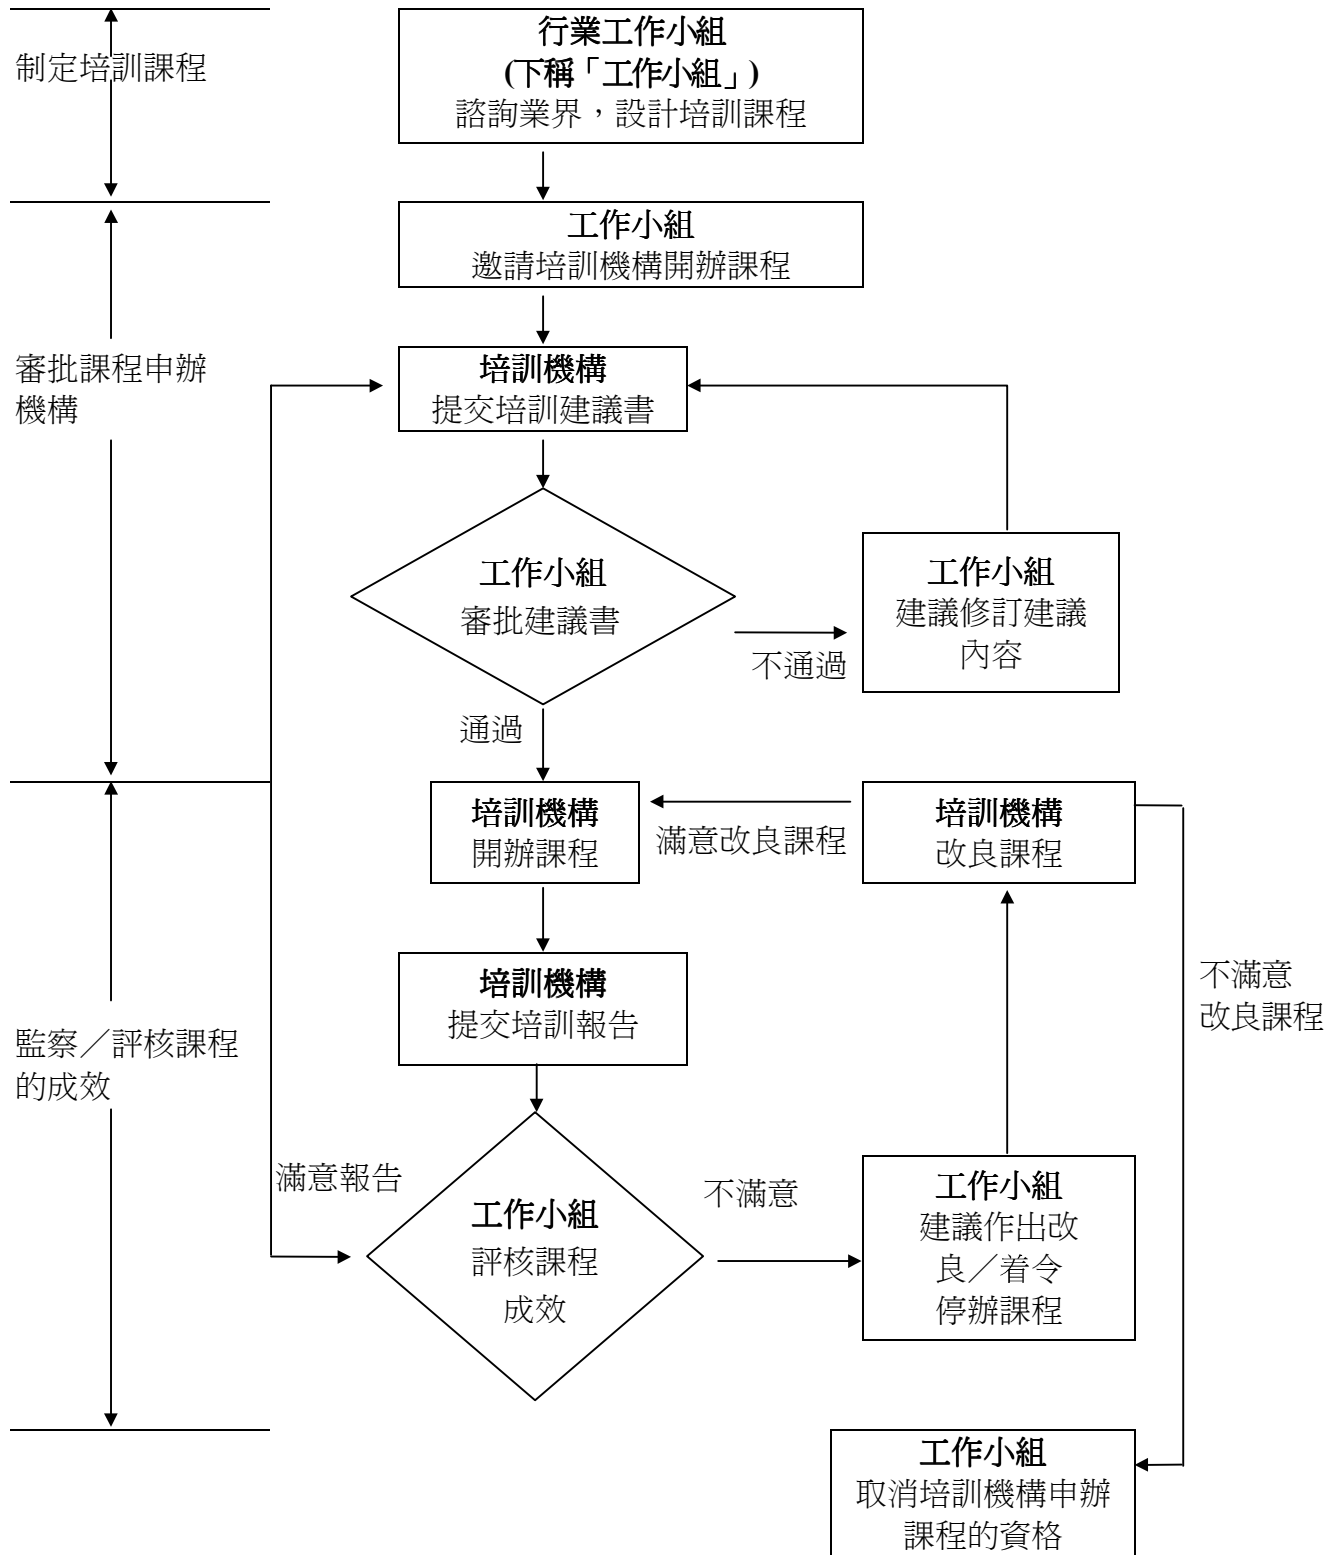 制定培訓課程
行業工作小組
(下稱「工作小組」)
諮詢業界，設計培訓課程
工作小組
邀請培訓機構開辦課程
審批課程申辦
機構
培訓機構
提交培訓建議書
工作小組
審批建議書
不通過
工作小組
建議修訂建議
內容
通過
培訓機構
開辦課程
滿意改良課程
培訓機構
改良課程
培訓機構
提交培訓報告
不滿意
改良課程
監察／評核課程
的成效
滿意報告
工作小組
評核課程
成效
不滿意
工作小組
建議作出改
良／着令
停辦課程
工作小組
取消培訓機構申辦
課程的資格